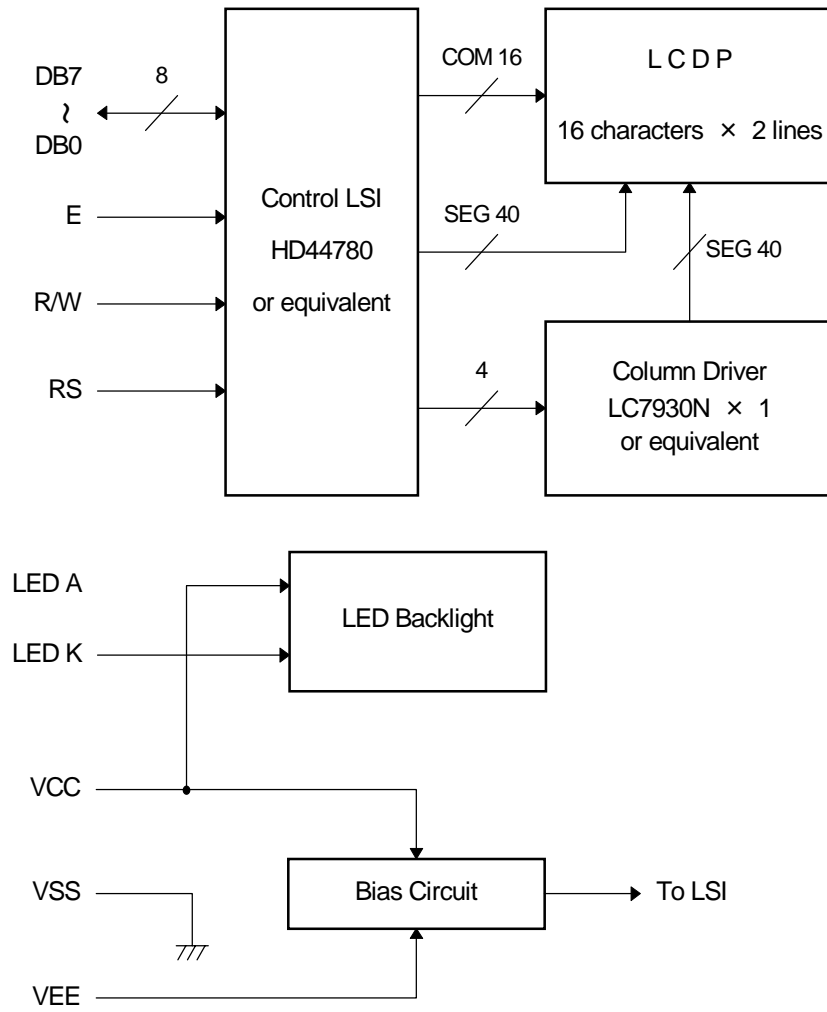 DB7
~
DB0
8
E
R/W
RS
Control LSI
HD44780
or equivalent
COM 16
SEG 40
4
L C D P
16 characters × 2 lines
SEG 40
Column Driver
LC7930N × 1
or equivalent
LED A
LED K
LED Backlight
VCC
VSS
VEE
Bias Circuit
To LSI